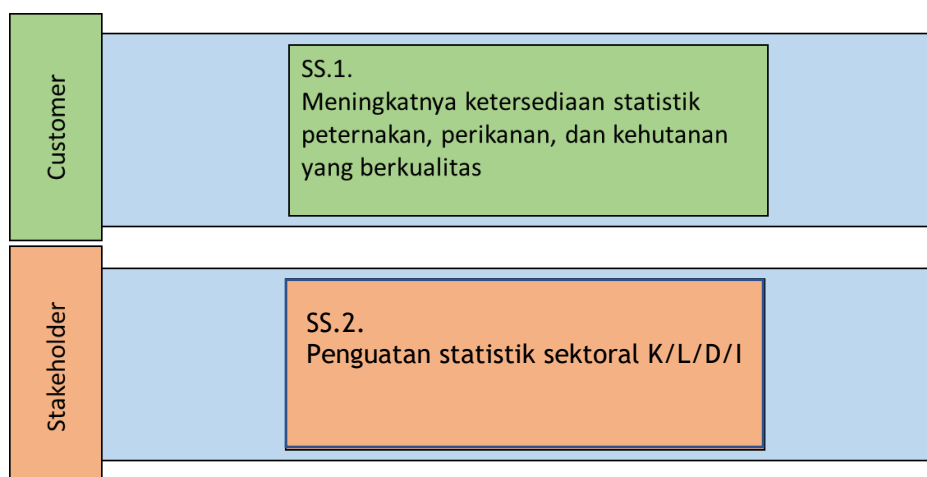 Customer
SS.1.
Meningkatnya ketersediaan statistik
peternakan, perikanan, dan kehutanan
yang berkualitas
Stakeholder
SS.2.
Penguatan statistik sektoral K/L/D/I